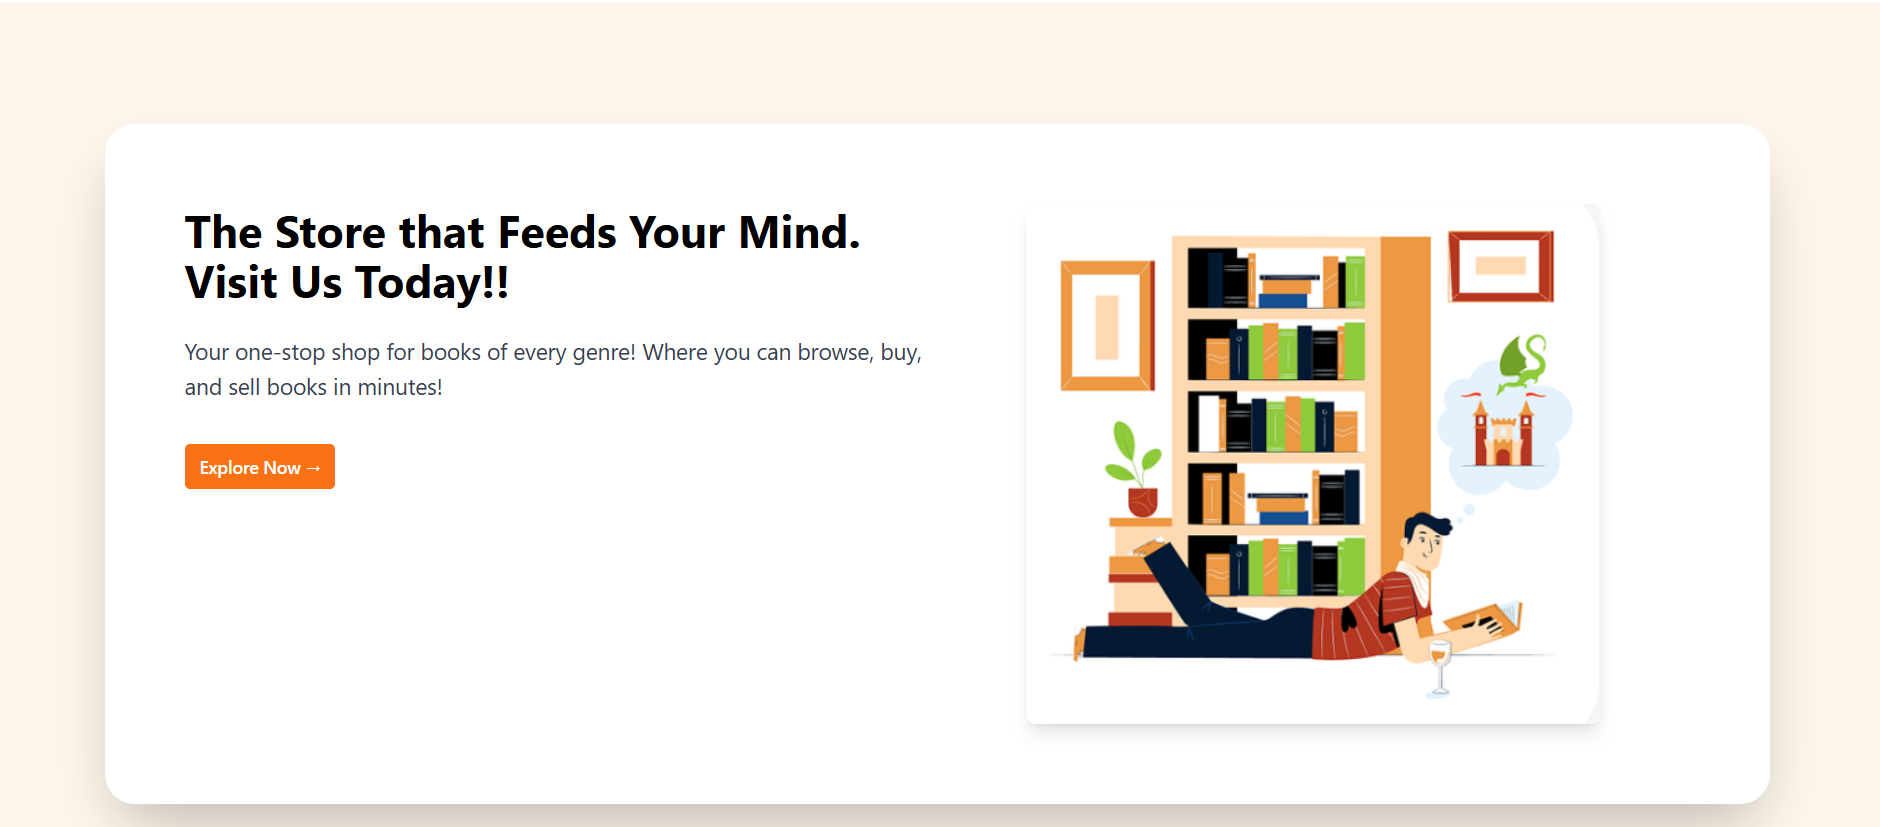 The Store that Feeds Your Mind.
Visit Us Today!!
Your one-stop shop for books of every genre! Where you can browse, buy,
and sell books in minutes!
Explore Now →